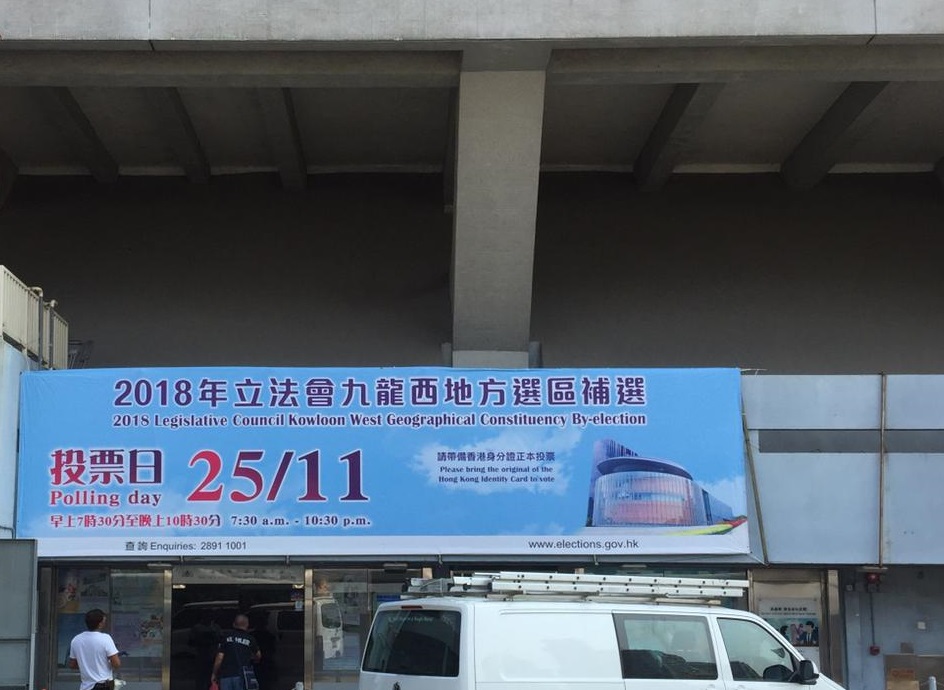 2018年立法會九龍西地方選區補選
2018 Legislative Council Kowloon West Geographical Constituency By-election
投票日 25/11
Polling day
請帶備香港身分證正本投票
Please bring the original of the
Hong Kong Identity Card to vote
早上7時30分至晚上10時30分 7:30 a.m. - 10:30 p.m.
查詢 Enquiries: 2891 1001
www.elections.gov.hk